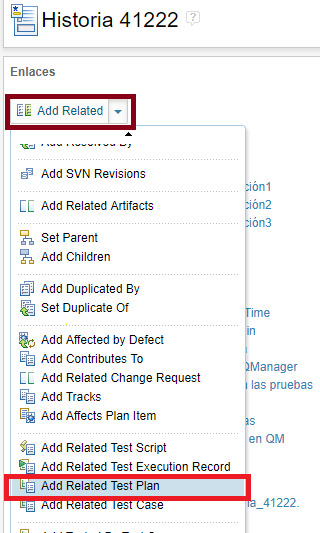 Historia 41222
Enlaces
Add Related
Add Resolved By
Add SVN Revisions
ción1
Add Related Artifacts
ción2
ción3
Set Parent
Add Children
Add Duplicated By
Set Duplicate Of
Time
in
Add Affected by Defect
Add Contributes To
QManager
Add Related Change Request
n las pruebas
Add Tracks
Add Affects Plan Item
as
en QM
Add Related Test Script
Add Related Test Execution Record
Add Related Test Plan
Add Related Test Case
ia_41222.